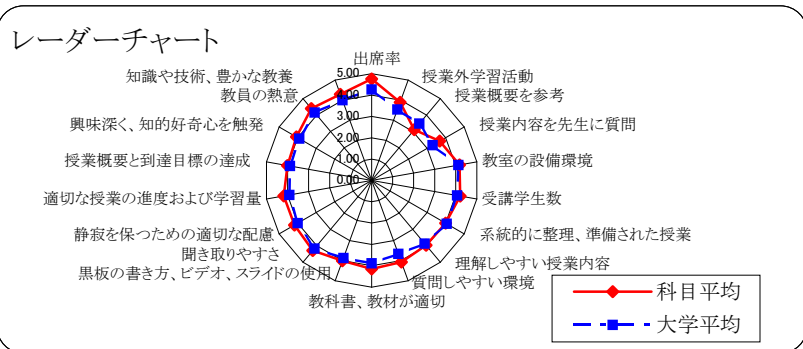 レーダーチャート
出席率
授業外学習活動
授業概要を参考
授業内容を先生に質問
教室の設備環境
受講学生数
系統的に整理、準備された授業
理解しやすい授業内容
質問しやすい環境
教科書、教材が適切
黒板の書き方、ビデオ、スライドの使用
聞き取りやすさ
静寂を保つための適切な配慮
適切な授業の進度および学習量
授業概要と到達目標の達成
興味深く、知的好奇心を触発
教員の熱意
知識や技術、豊かな教養
5.00
4.00
3.00
2.00
1.00
0.00
科目平均
大学平均